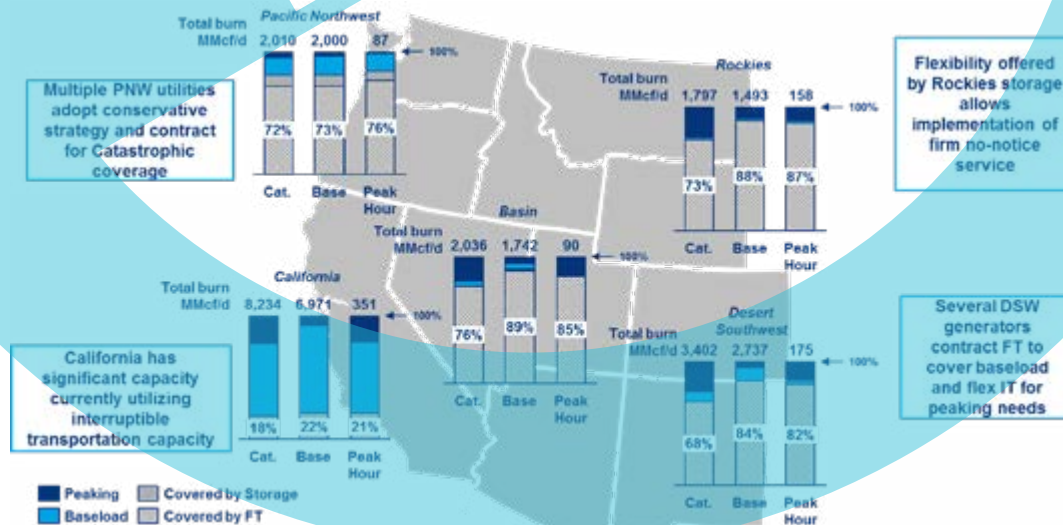 Pacific Northwest
Total burn
MMcf/d
2,010 2,000 87
100%
72% 73% 76%
Cat. Base Peak
Hour
Multiple PNW utilities
adopt conservative
strategy and contract
for Catastrophic
coverage
Rockies
Total burn
MMcf/d
1,797 1,493 158
100%
73% 88% 87%
Cat. Base Peak
Hour
Flexibility offered
by Rockies storage
allows
implementation of
firm no-notice
service
Basin
Total burn
MMcf/d
2,036 1,742 90
100%
76% 89% 85%
Cat. Base Peak
Hour
California
Total burn
MMcf/d
8,234 6,971 351
100%
18% 22% 21%
Cat. Base Peak
Hour
California has
significant capacity
currently utilizing
interruptible
transportation capacity
Desert
Southwest
Total burn
MMcf/d 3,402 2,737 175
100%
68% 84% 82%
Cat. Base Peak
Hour
Several DSW
generators
contract FT to
cover baseload
and flex IT for
peaking needs
Peaking Covered by Storage
Baseload Covered by FT